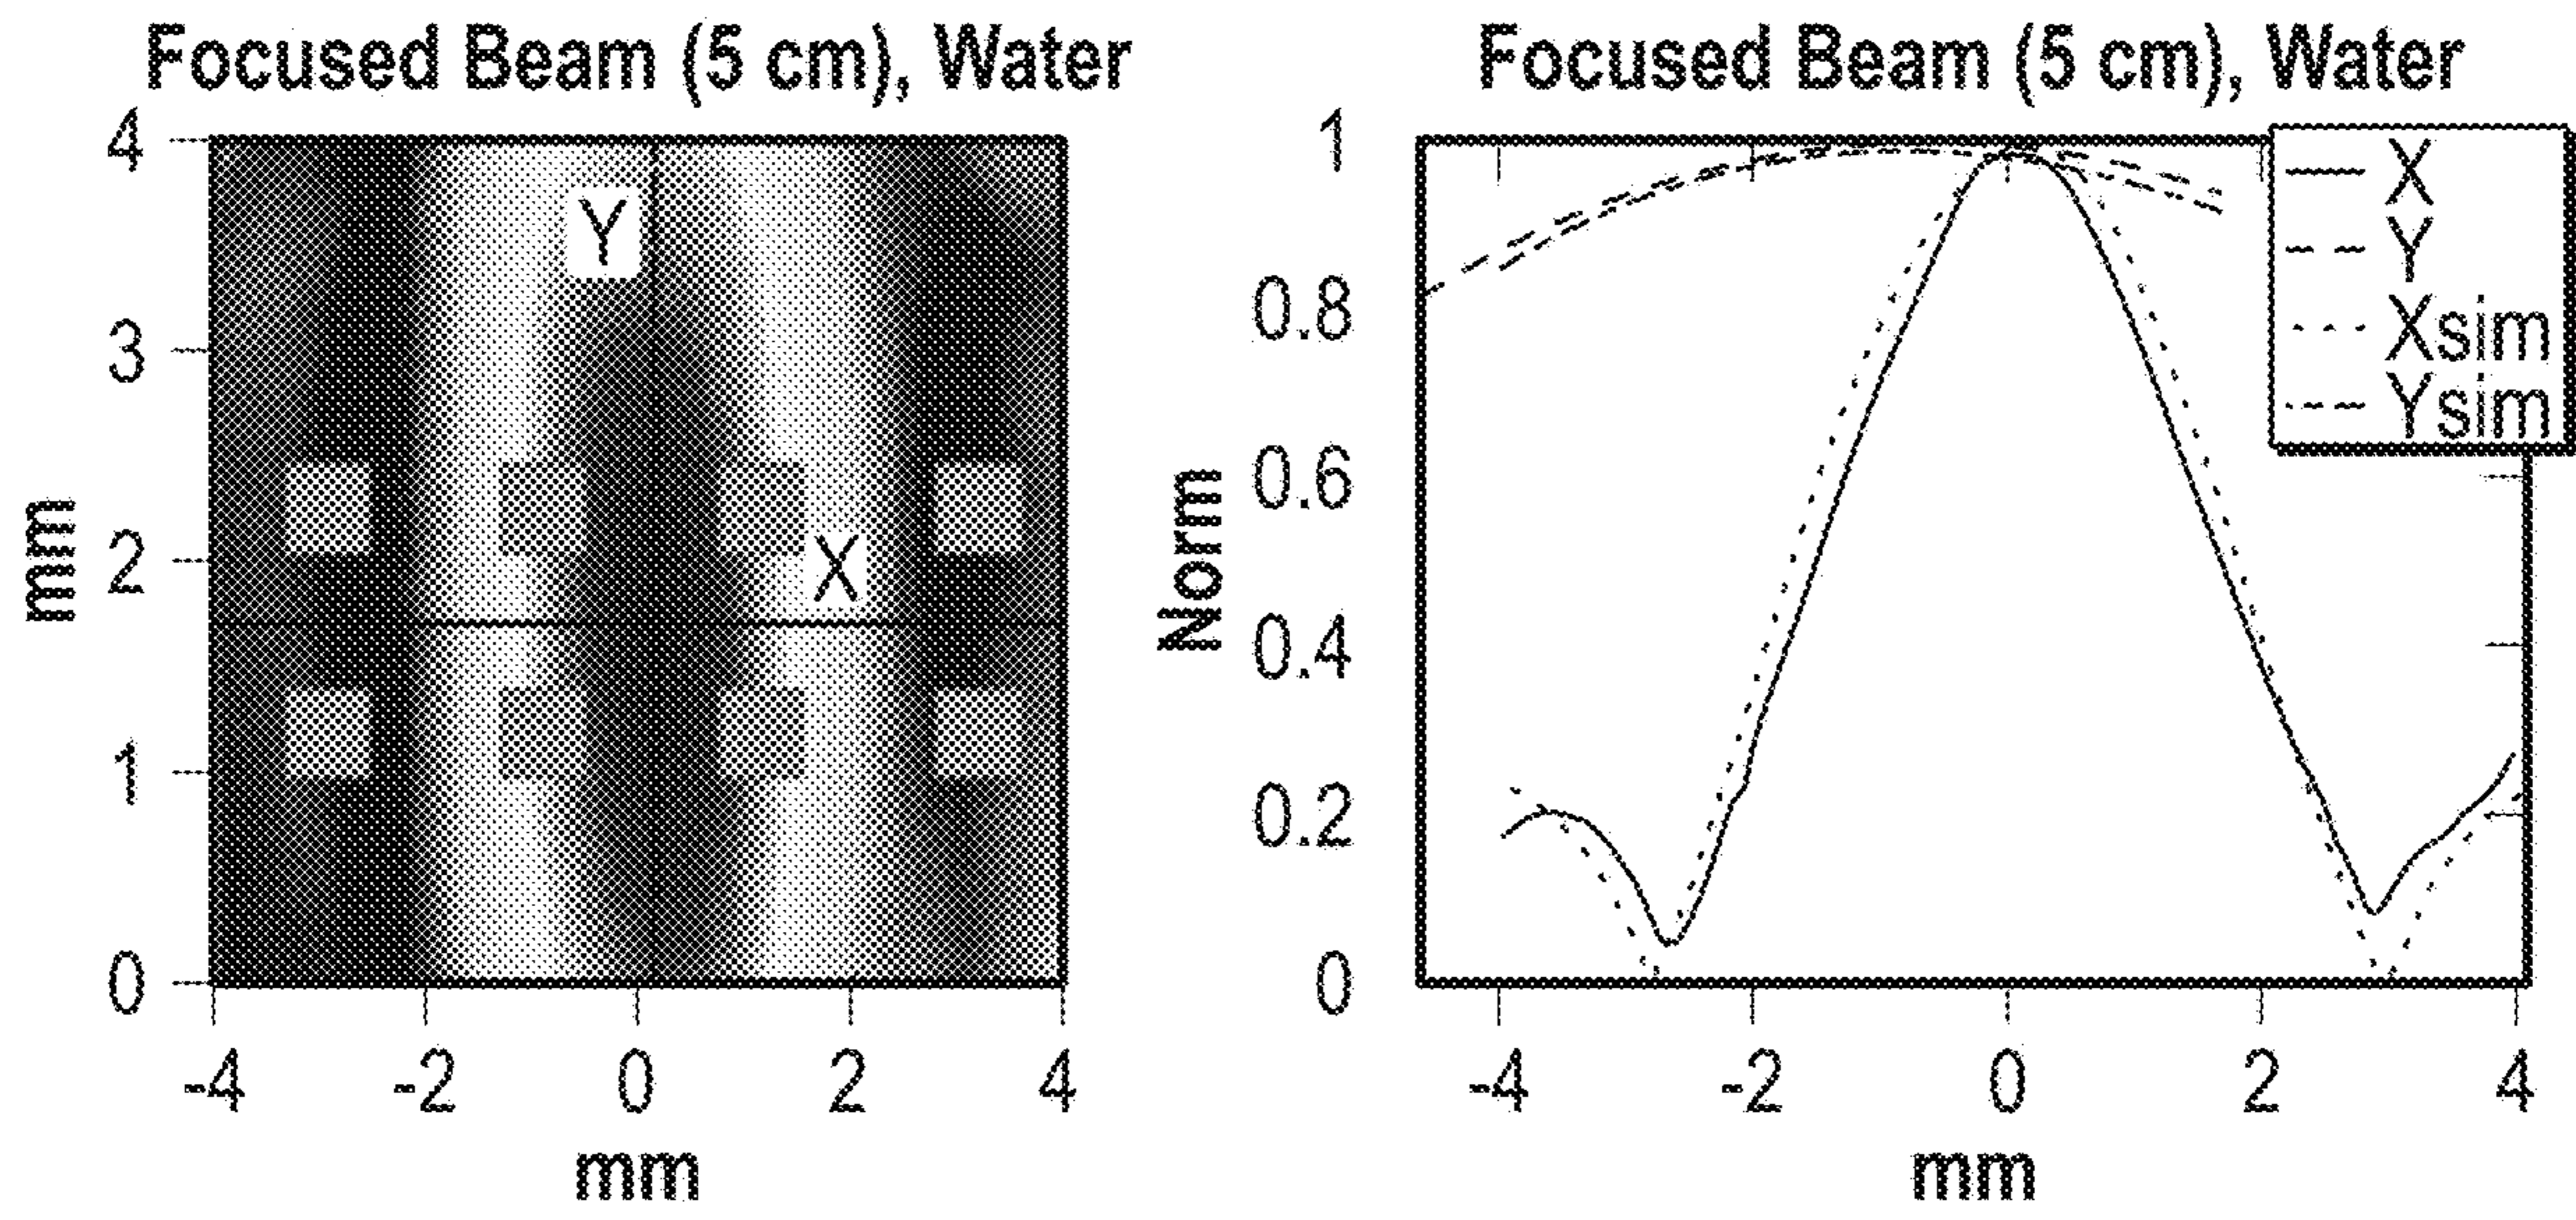 Focused Beam (5 cm), Water
4
3
2
1
0
mm
Y
X
-4 -2 0 2 4
mm
Focused Beam (5 cm), Water
1
0.8
0.6
0.4
0.2
0
Norm
X
Y
Xsim
Ysim
-4 -2 0 2 4
mm